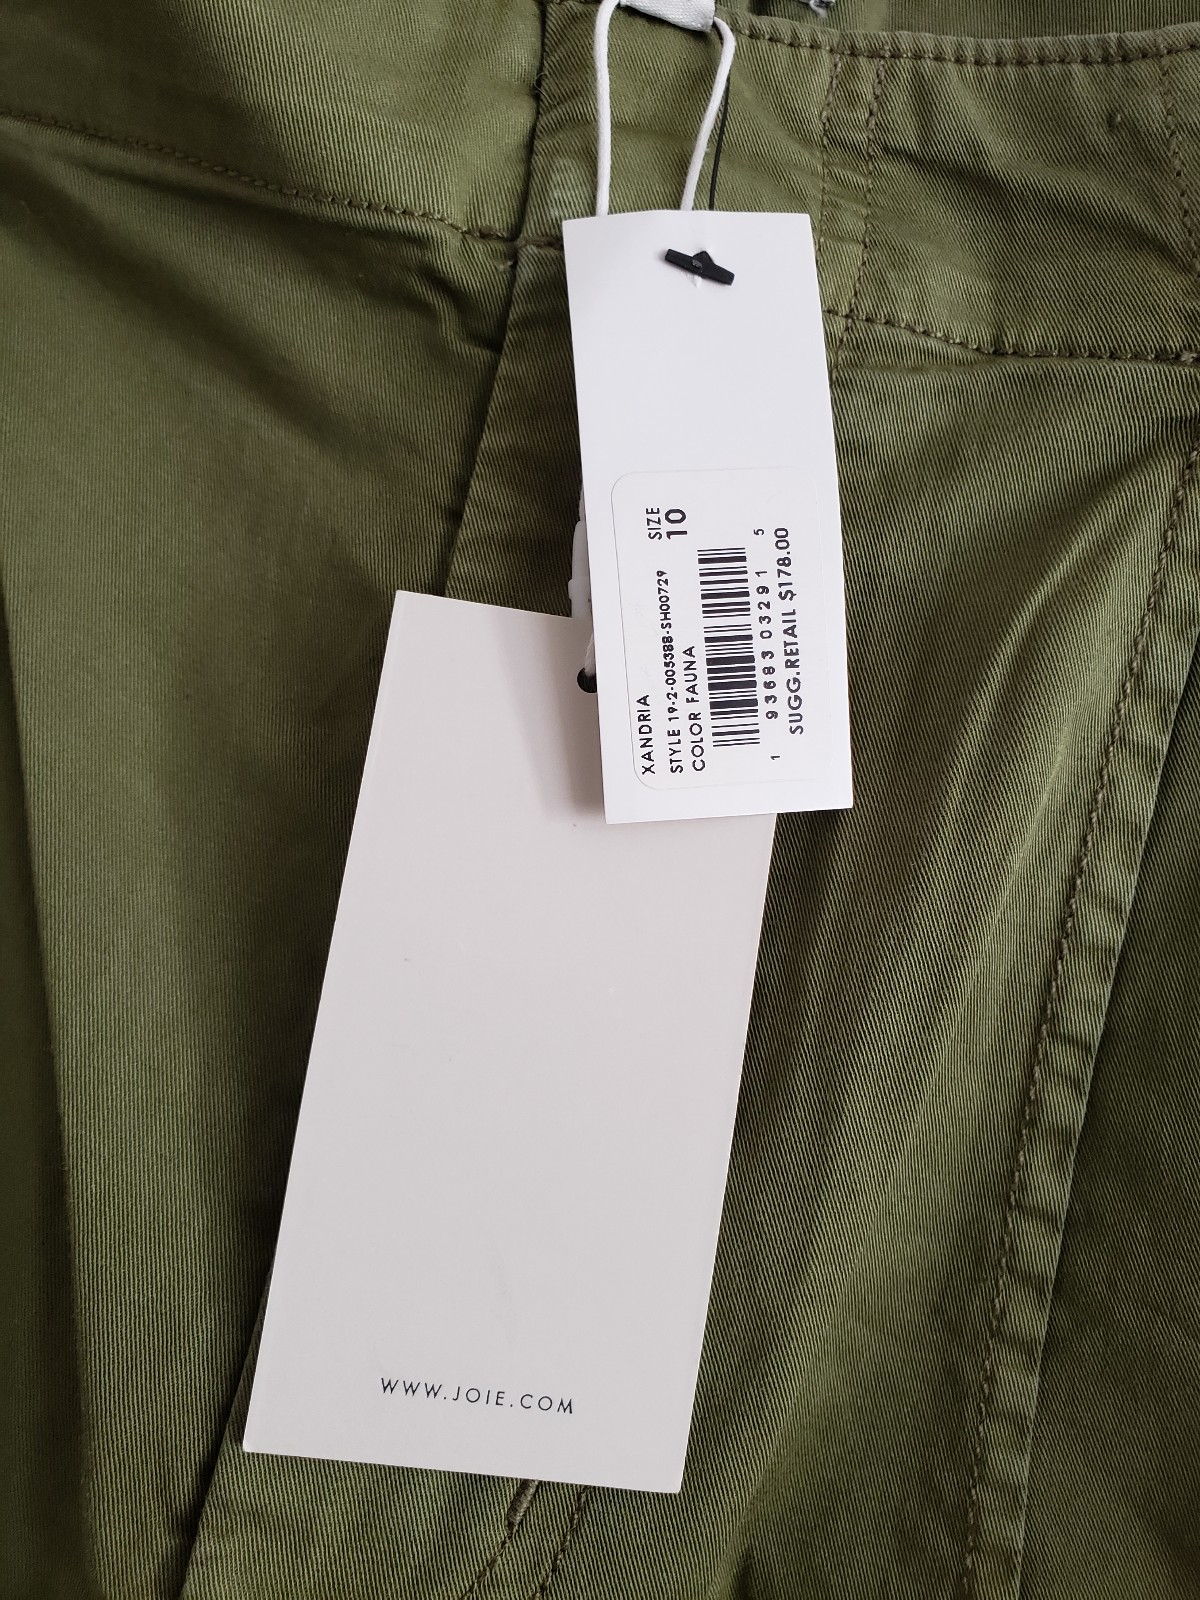 XANDRIA
SIZE
STYLE 19-2-005388-SH00729
10
COLOR FAUNA
1 93683 03291 5
SUGG.RETAIL $178.00
WWW.JOIE.COM